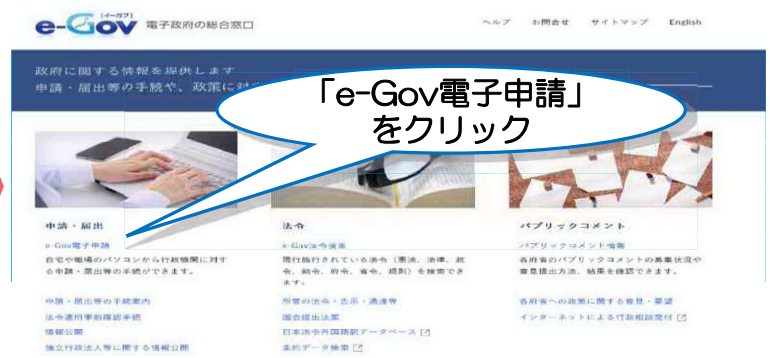 e-Gov
[イーガブ]
電子政府の総合窓口
ヘルプ お問合せ サイトマップ English
政府に関する情報を提供します
申請・届出等の手続や、政策に対
「e-Gov電子申請」
をクリック
申請・届出
e-Gov電子申請
自宅や職場のパソコンから行政機関に対す
る申請・届出等の手続ができます。
申請・届出等の手続案内
法令適用事前確認手続
情報公開
独立行政法人等に関する情報公開
法令
e-Gov法令検索
現行施行されている法令（憲法、法律、政
令、勅令、府令、省令、規則）を検索でき
ます。
所管の法令・告示・通達等
国会提出法案
日本法令外国語訳データベース
条約データ検索
パブリックコメント
パブリックコメント情報
各府省のパブリックコメントの募集状況や
意見提出方法、結果を確認できます。
各府省への政策に関する意見・要望
インターネットによる行政相談受付